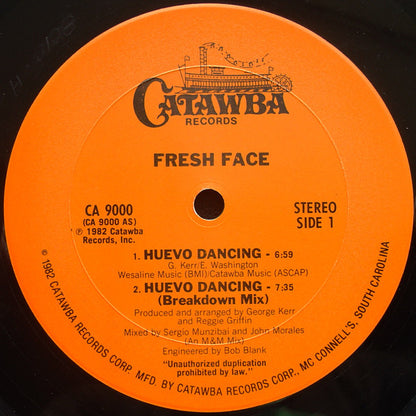 CATAWBA
RECORDS
FRESH FACE
CA 9000
(CA 9000 AS)
℗ 1982 Catawba
Records, Inc.
STEREO
SIDE 1
1. HUEVO DANCING - 6:59
G. Kerr/E. Washington
Wesaline Music (BMI)/Catawba Music (ASCAP)
2. HUEVO DANCING - 7:35
(Breakdown Mix)
Produced and arranged by George Kerr
and Reggie Griffin
Mixed by Sergio Munzibai and John Morales
(An M&M Mix)
Engineered by Bob Blank
"Unauthorized duplication
prohibited by law."
© 1982 CATAWBA RECORDS CORP. MFD. BY CATAWBA RECORDS CORP., MC CONNELL'S, SOUTH CAROLINA